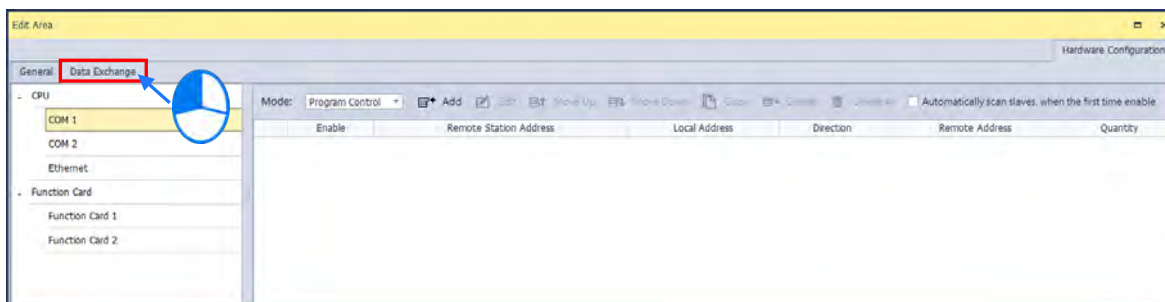 Edit Area
Hardware Configuration
General Data Exchange
CPU
COM 1
COM 2
Ethernet
Function Card
Function Card 1
Function Card 2
Mode: Program Control Add Edit Move Up Move Down Copy Delete Delete All Automatically scan slaves, when the first time enable
Enable Remote Station Address Local Address Direction Remote Address Quantity